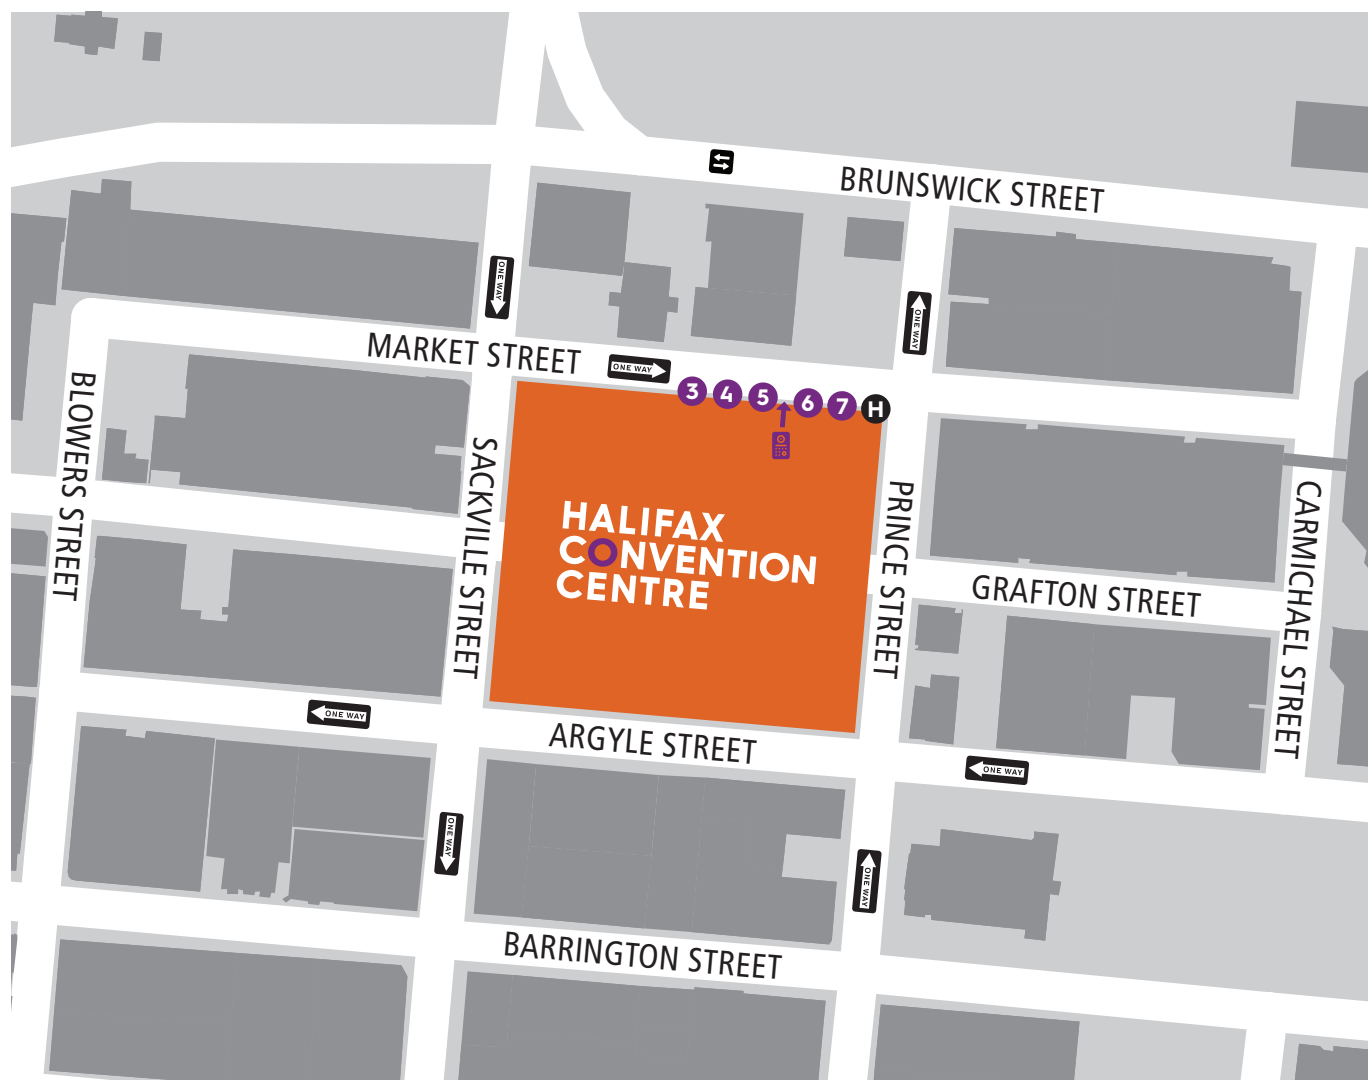 BRUNSWICK STREET
ONE WAY
ONE WAY
MARKET STREET
ONE WAY
3 4 5 6 7 H
BLOWERS STREET
SACKVILLE STREET
PRINCE STREET
CARMICHAEL STREET
HALIFAX
CONVENTION
CENTRE
GRAFTON STREET
ONE WAY
ARGYLE STREET
ONE WAY
ONE WAY
ONE WAY
BARRINGTON STREET